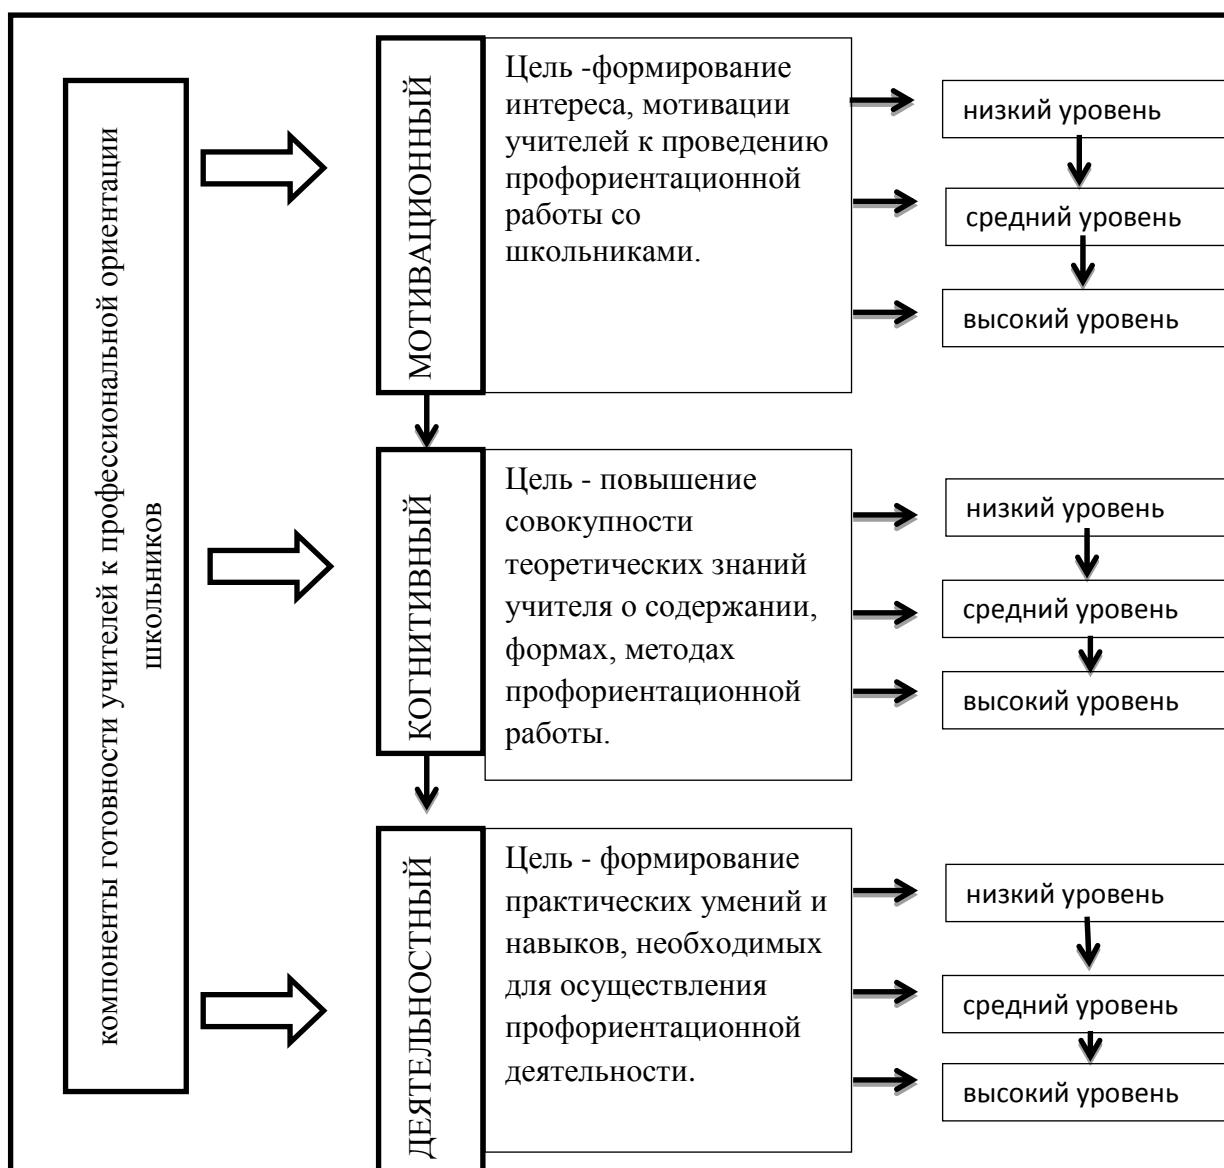 компоненты готовности учителей к профессиональной ориентации
школьников
МОТИВАЦИОННЫЙ
Цель -формирование
интереса, мотивации
учителей к проведению
профориентационной
работы со
школьниками.
низкий уровень
средний уровень
высокий уровень
КОГНИТИВНЫЙ
Цель - повышение
совокупности
теоретических знаний
учителя о содержании,
формах, методах
профориентационной
работы.
низкий уровень
средний уровень
высокий уровень
ДЕЯТЕЛЬНОСТНЫЙ
Цель - формирование
практических умений и
навыков, необходимых
для осуществления
профориентационной
деятельности.
низкий уровень
средний уровень
высокий уровень